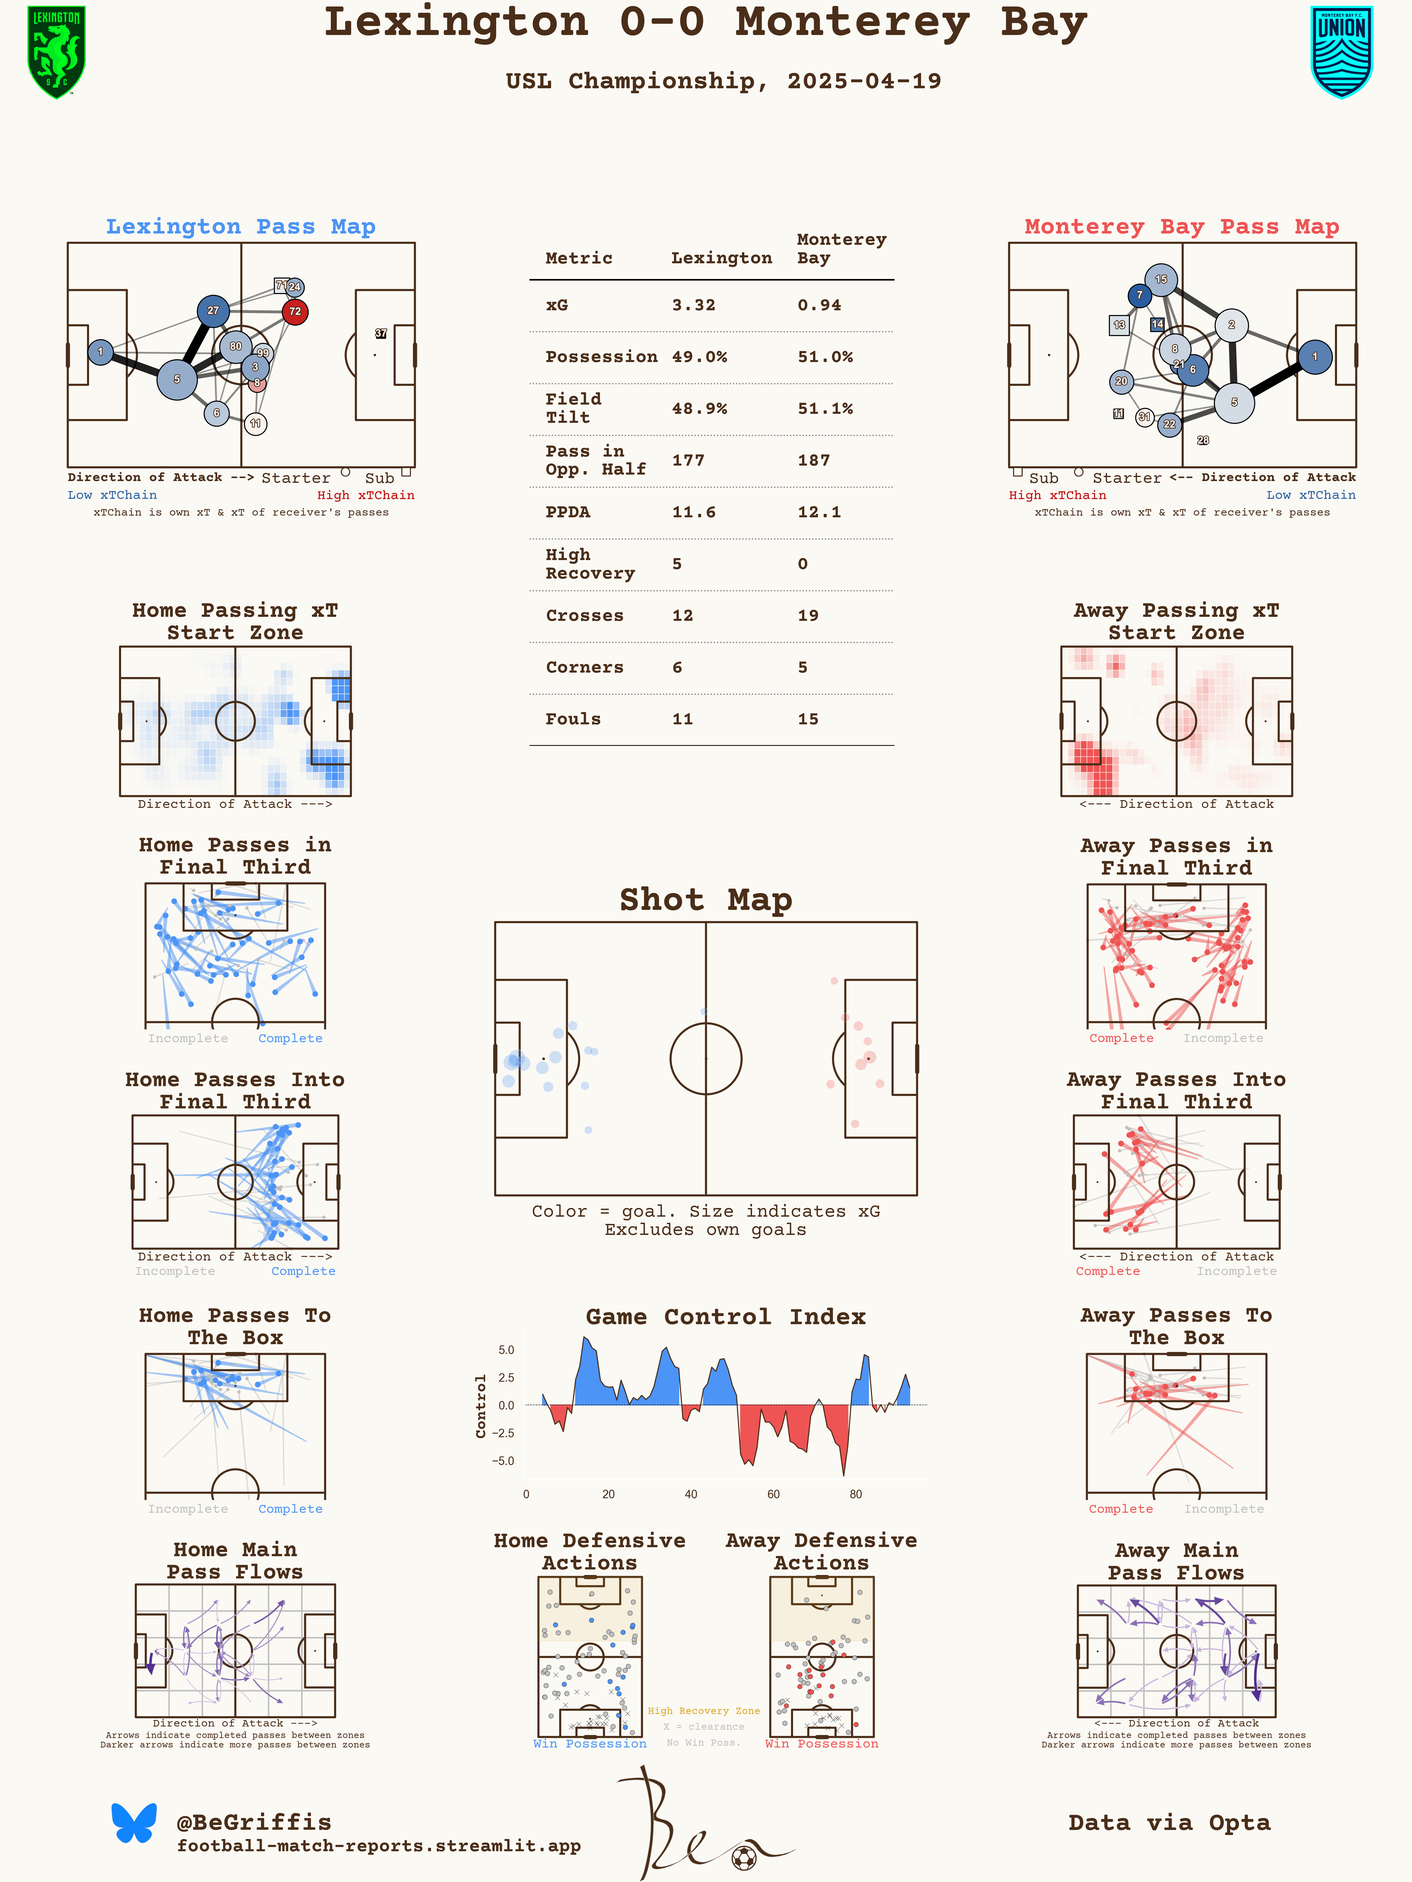 Lexington 0-0 Monterey Bay
USL Championship, 2025-04-19
LEXINGTON
S C
MONTEREY BAY F.C.
UNION
Lexington Pass Map
1
27
5
6
80
99
3
8
11
71
24
72
37
Direction of Attack --> Starter Sub
Low xTChain High xTChain
xTChain is own xT & xT of receiver's passes
Metric Lexington Monterey
Bay
xG 3.32 0.94
Possession 49.0% 51.0%
Field
Tilt 48.9% 51.1%
Pass in
Opp. Half 177 187
PPDA 11.6 12.1
High
Recovery 5 0
Crosses 12 19
Corners 6 5
Fouls 11 15
Monterey Bay Pass Map
15
7
13
14
2
8
21
6
1
20
5
11
31
22
28
Sub Starter <-- Direction of Attack
High xTChain Low xTChain
xTChain is own xT & xT of receiver's passes
Home Passing xT
Start Zone
Direction of Attack --->
Away Passing xT
Start Zone
<--- Direction of Attack
Home Passes in
Final Third
Incomplete Complete
Away Passes in
Final Third
Complete Incomplete
Shot Map
Color = goal. Size indicates xG
Excludes own goals
Home Passes Into
Final Third
Direction of Attack --->
Incomplete Complete
Away Passes Into
Final Third
<--- Direction of Attack
Complete Incomplete
Home Passes To
The Box
Incomplete Complete
Game Control Index
Control
5.0
2.5
0.0
−2.5
−5.0
0 20 40 60 80
Away Passes To
The Box
Complete Incomplete
Home Main
Pass Flows
Direction of Attack --->
Arrows indicate completed passes between zones
Darker arrows indicate more passes between zones
Home Defensive
Actions
Win Possession
Away Defensive
Actions
Win Possession
High Recovery Zone
X = clearance
No Win Poss.
Away Main
Pass Flows
<--- Direction of Attack
Arrows indicate completed passes between zones
Darker arrows indicate more passes between zones
@BeGriffis
football-match-reports.streamlit.app
Ben
Data via Opta